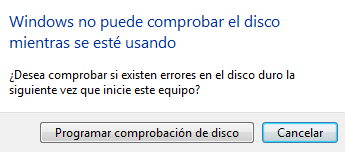 Windows no puede comprobar el disco
mientras se esté usando
¿Desea comprobar si existen errores en el disco duro la
siguiente vez que inicie este equipo?
Programar comprobación de disco
Cancelar